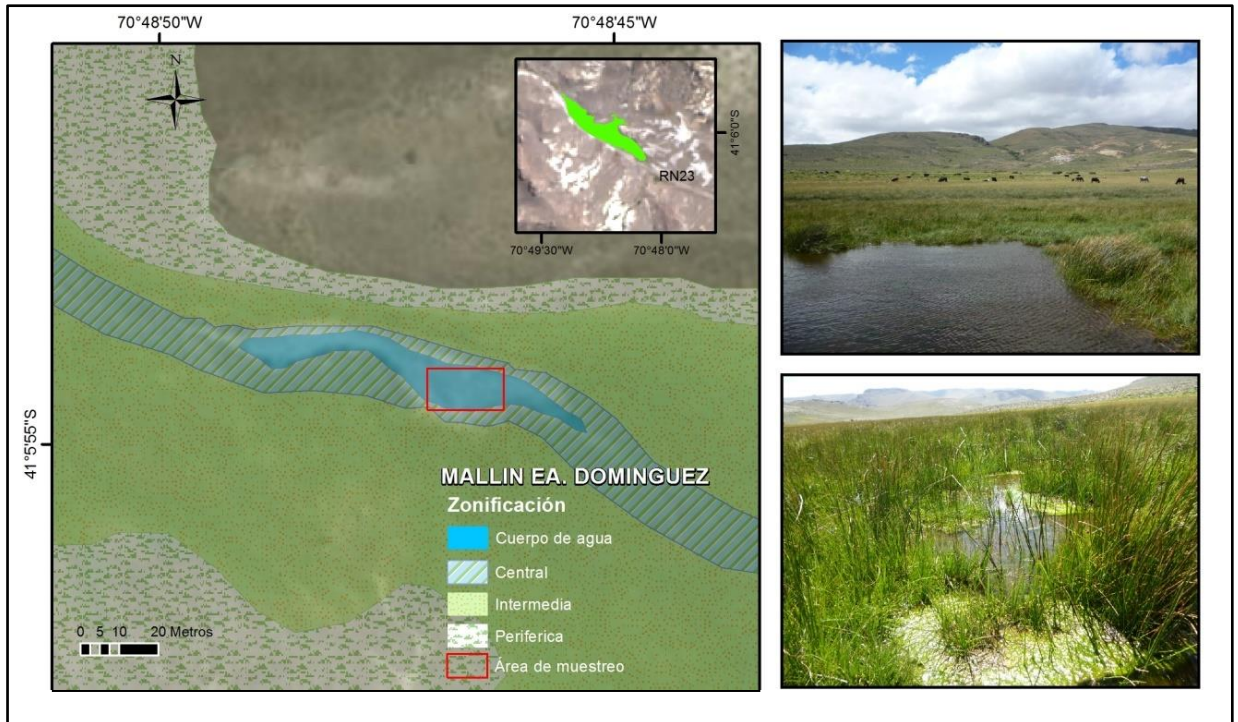 70°48'50"W
70°48'45"W
N
41°6'0"S
RN23
70°49'30"W
70°48'0"W
41°5'55"S
MALLIN EA. DOMINGUEZ
Zonificación
Cuerpo de agua
Central
Intermedia
Periferica
Área de muestreo
0 5 10 20 Metros